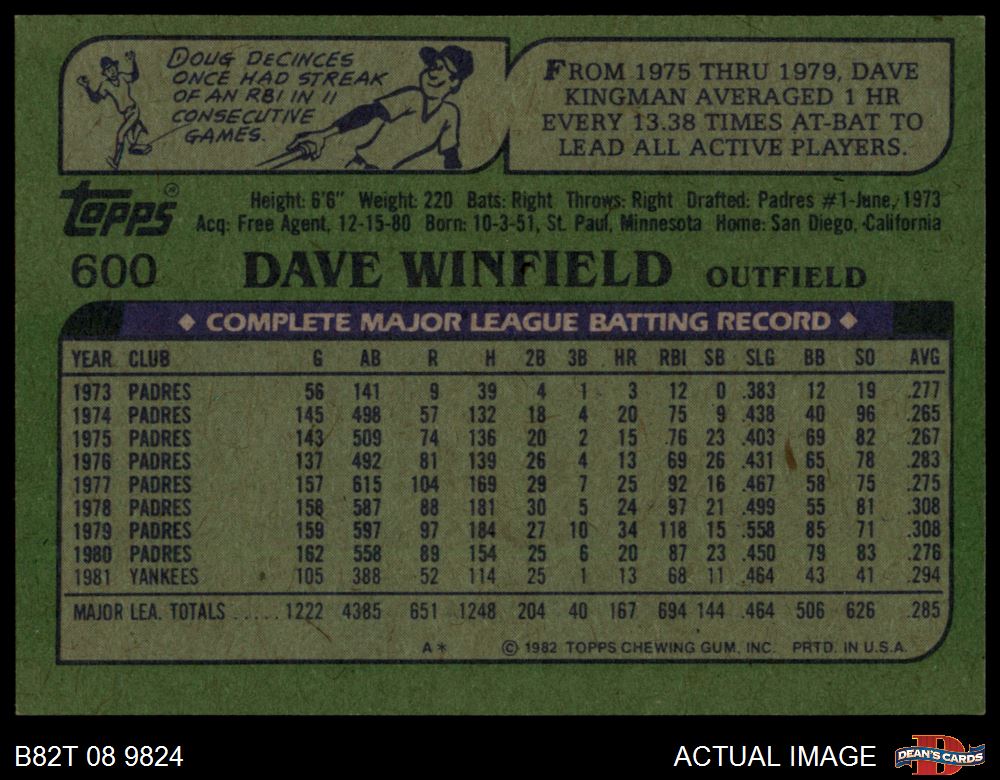 DOUG DECINCES
ONCE HAD STREAK
OF AN RBI IN 11
CONSECUTIVE
GAMES.
FROM 1975 THRU 1979, DAVE
KINGMAN AVERAGED 1 HR
EVERY 13.38 TIMES AT-BAT TO
LEAD ALL ACTIVE PLAYERS.
Topps®
Height: 6'6" Weight: 220 Bats: Right Throws: Right Drafted: Padres #1-June, 1973
Acq: Free Agent, 12-15-80 Born: 10-3-51, St. Paul, Minnesota Home: San Diego, California
600 DAVE WINFIELD OUTFIELD
◆ COMPLETE MAJOR LEAGUE BATTING RECORD ◆
YEAR CLUB G AB R H 2B 3B HR RBI SB SLG BB SO AVG
1973 PADRES 56 141 9 39 4 1 3 12 0 .383 12 19 .277
1974 PADRES 145 498 57 132 18 4 20 75 9 .438 40 96 .265
1975 PADRES 143 509 74 136 20 2 15 76 23 .403 69 82 .267
1976 PADRES 137 492 81 139 26 4 13 69 26 .431 65 78 .283
1977 PADRES 157 615 104 169 29 7 25 92 16 .467 58 75 .275
1978 PADRES 158 587 88 181 30 5 24 97 21 .499 55 81 .308
1979 PADRES 159 597 97 184 27 10 34 118 15 .558 85 71 .308
1980 PADRES 162 558 89 154 25 6 20 87 23 .450 79 83 .276
1981 YANKEES 105 388 52 114 25 1 13 68 11 .464 43 41 .294
MAJOR LEA. TOTALS ..... 1222 4385 651 1248 204 40 167 694 144 .464 506 626 .285
A* © 1982 TOPPS CHEWING GUM, INC. PRTD. IN U.S.A.
B82T 08 9824
ACTUAL IMAGE
D
DEAN'S CARDS